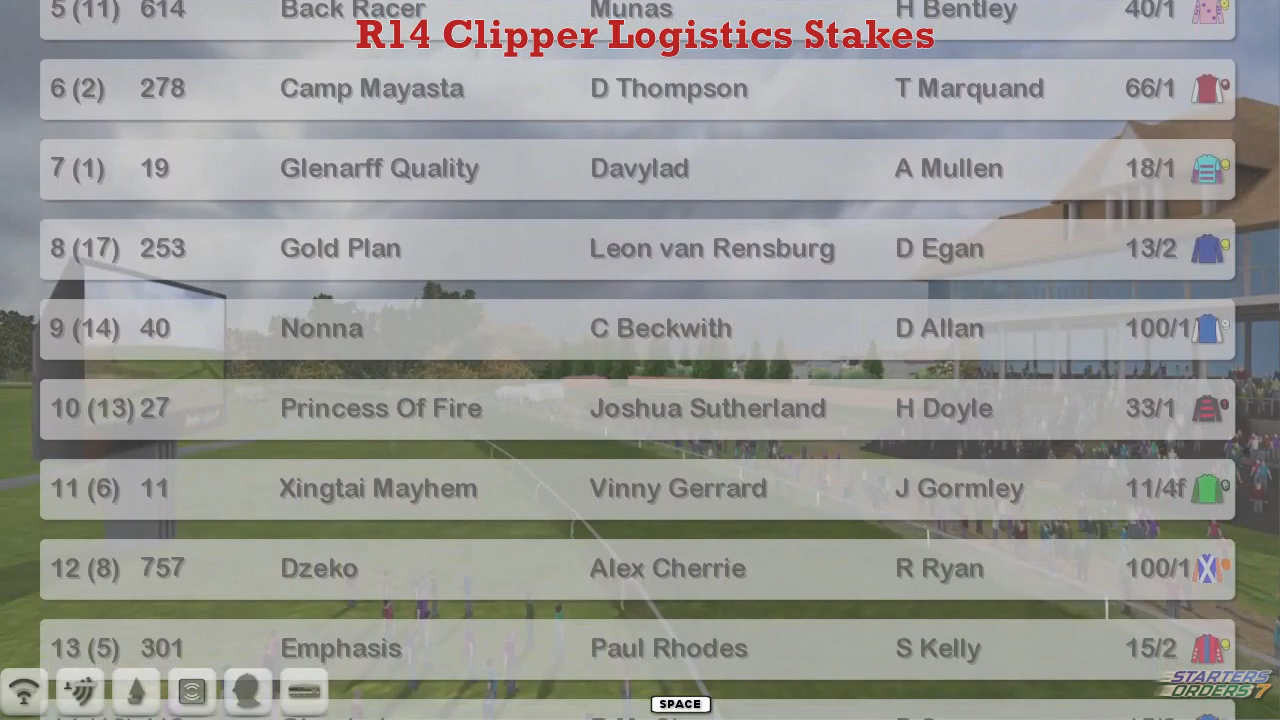 5 (11) 614 Back Racer Munas H Bentley 40/1
R14 Clipper Logistics Stakes
6 (2) 278 Camp Mayasta D Thompson T Marquand 66/1
7 (1) 19 Glenarff Quality Davylad A Mullen 18/1
8 (17) 253 Gold Plan Leon van Rensburg D Egan 13/2
9 (14) 40 Nonna C Beckwith D Allan 100/1
10 (13) 27 Princess Of Fire Joshua Sutherland H Doyle 33/1
11 (6) 11 Xingtai Mayhem Vinny Gerrard J Gormley 11/4f
12 (8) 757 Dzeko Alex Cherrie R Ryan 100/1
13 (5) 301 Emphasis Paul Rhodes S Kelly 15/2
STARTERS
ORDERS 7
SPACE